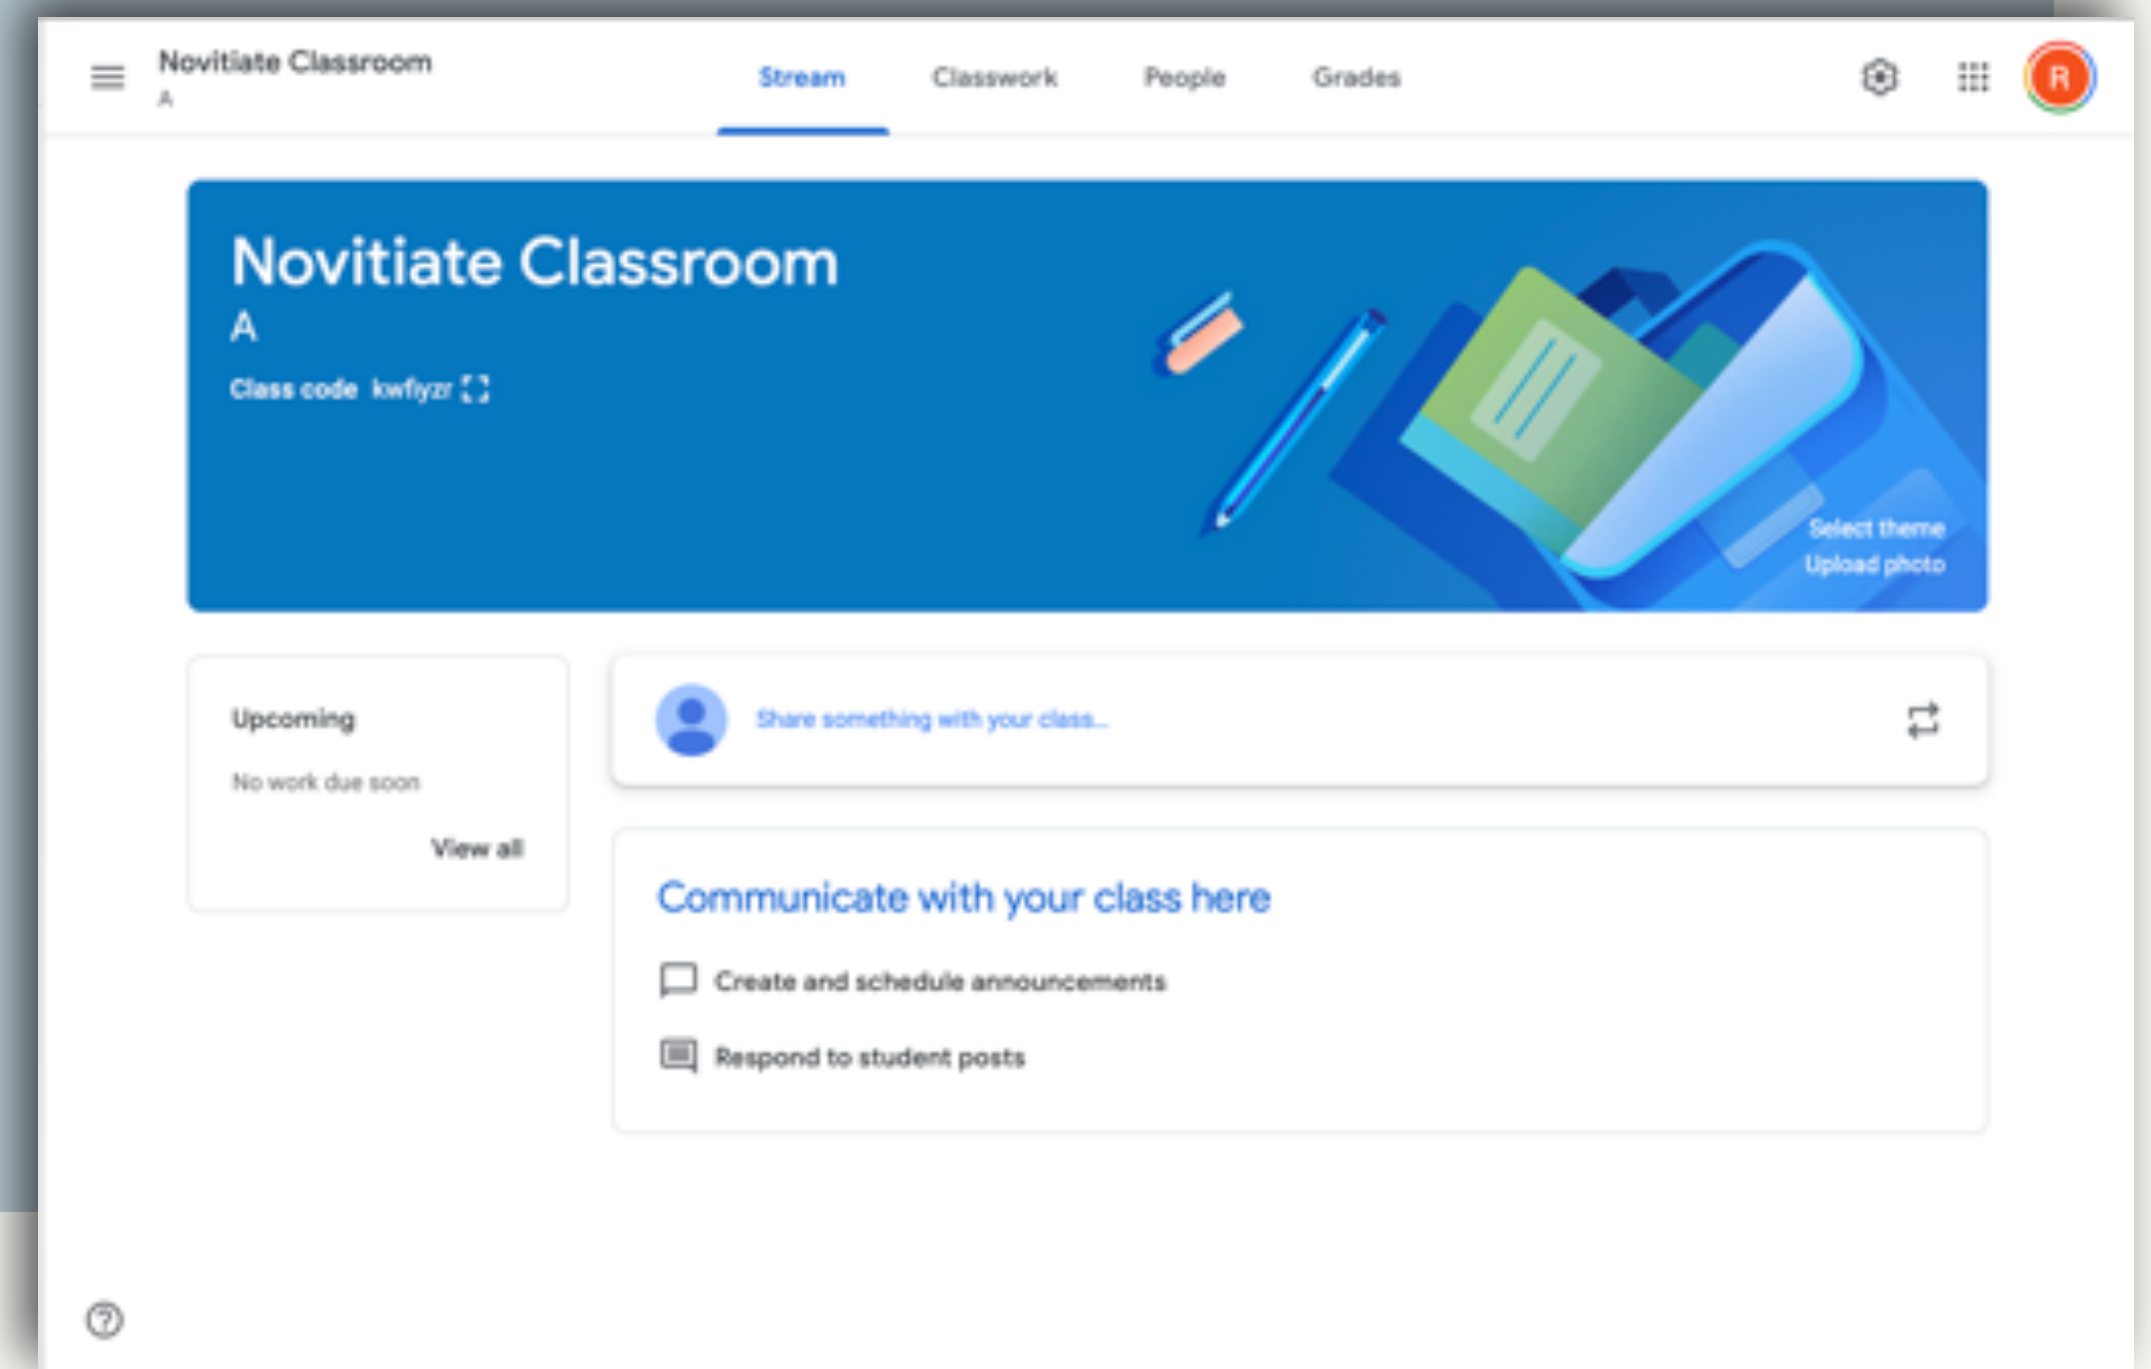 Novitiate Classroom
A
Stream
Classwork
People
Grades
R
Novitiate Classroom
A
Class code kwfiyzr
Select theme
Upload photo
Upcoming
No work due soon
View all
Share something with your class...
Communicate with your class here
Create and schedule announcements
Respond to student posts